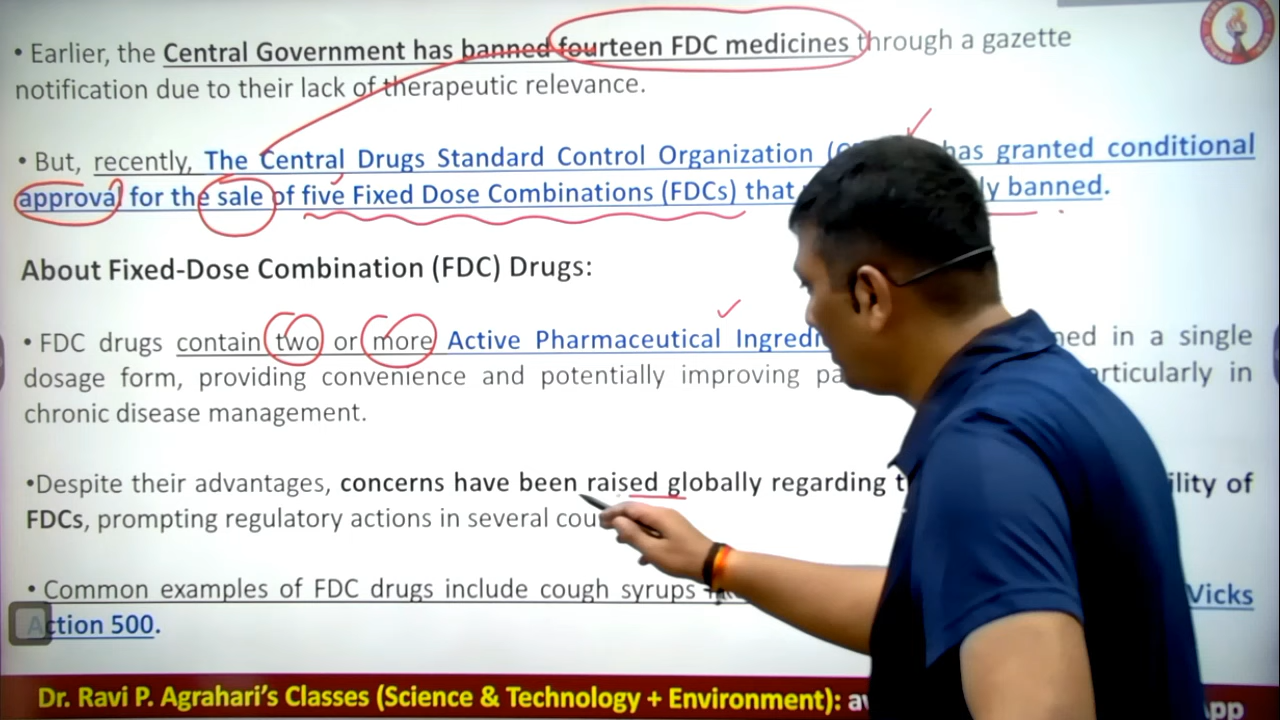 • Earlier, the Central Government has banned fourteen FDC medicines through a gazette
notification due to their lack of therapeutic relevance.
• But, recently, The Central Drugs Standard Control Organization ( has granted conditional
approval for the sale of five Fixed Dose Combinations (FDCs) that banned.
About Fixed-Dose Combination (FDC) Drugs:
• FDC drugs contain two or more Active Pharmaceutical in a single
dosage form, providing convenience and potentially improving in
chronic disease management.
•Despite their advantages, concerns have been raised globally regarding of
FDCs, prompting regulatory actions in several
• Common examples of FDC drugs include cough syrups Vicks
Action 500.
Dr. Ravi P. Agrahari's Classes (Science & Technology + Environment):